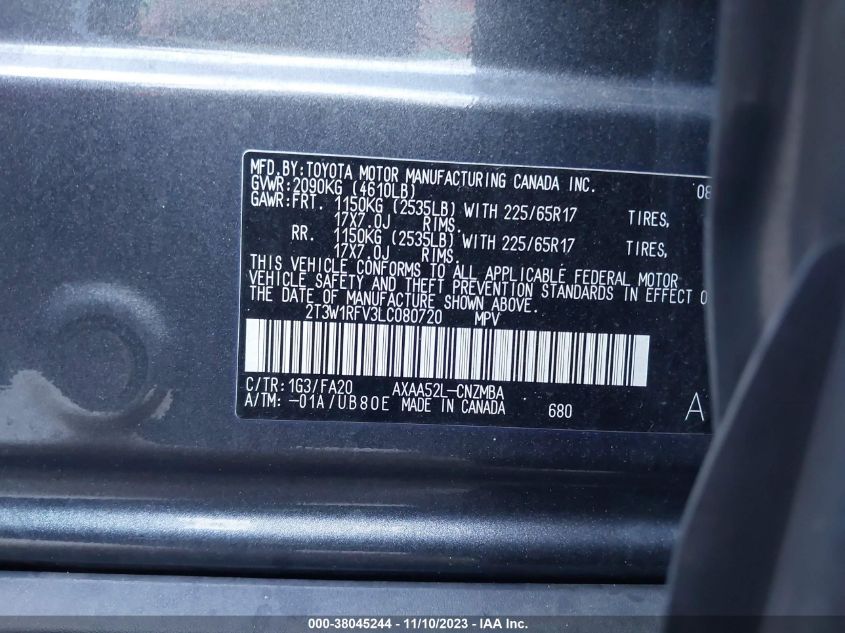 MFD.BY:TOYOTA MOTOR MANUFACTURING CANADA INC. 08
GVWR:2090KG (4610LB)
GAWR:FRT. 1150KG (2535LB) WITH 225/65R17 TIRES,
17X7.0J RIMS.
RR. 1150KG (2535LB) WITH 225/65R17 TIRES,
17X7.0J RIMS.
THIS VEHICLE CONFORMS TO ALL APPLICABLE FEDERAL MOTOR
VEHICLE SAFETY AND THEFT PREVENTION STANDARDS IN EFFECT O
THE DATE OF MANUFACTURE SHOWN ABOVE.
2T3W1RFV3LC080720 MPV
C/TR:1G3/FA20 AXAA52L-CNZMBA
A/TM: -01A/UB80E MADE IN CANADA 680 A
000-38045244 - 11/10/2023 - IAA Inc.